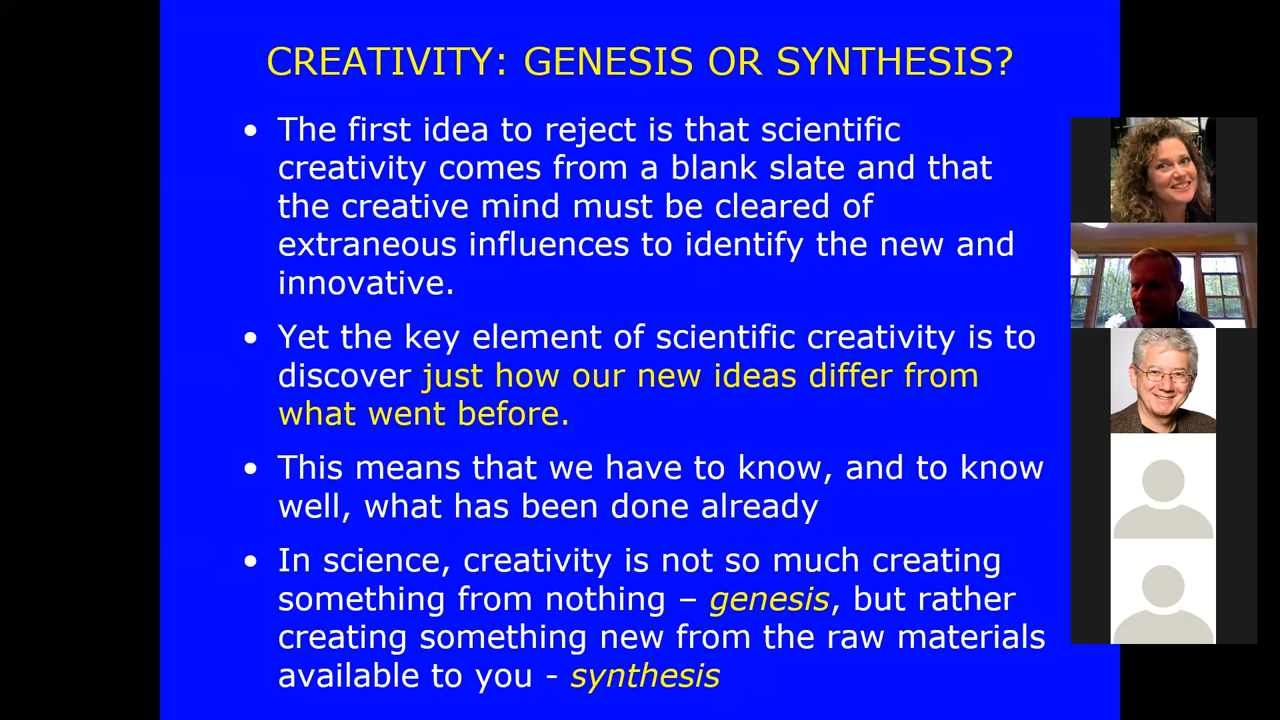 CREATIVITY: GENESIS OR SYNTHESIS?
• The first idea to reject is that scientific
creativity comes from a blank slate and that
the creative mind must be cleared of
extraneous influences to identify the new and
innovative.
• Yet the key element of scientific creativity is to
discover just how our new ideas differ from
what went before.
• This means that we have to know, and to know
well, what has been done already
• In science, creativity is not so much creating
something from nothing – genesis, but rather
creating something new from the raw materials
available to you - synthesis